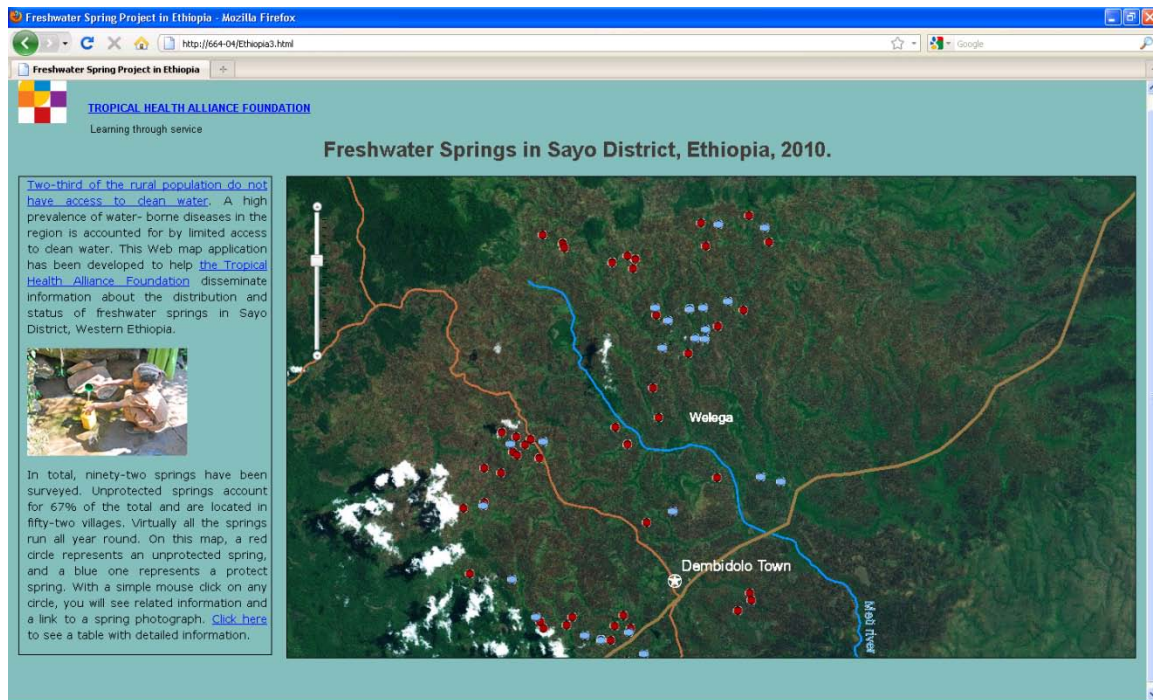 Freshwater Spring Project in Ethiopia - Mozilla Firefox
http://664-04/Ethiopia3.html
Google
Freshwater Spring Project in Ethiopia
TROPICAL HEALTH ALLIANCE FOUNDATION
Learning through service
Freshwater Springs in Sayo District, Ethiopia, 2010.
Two-third of the rural population do not
have access to clean water. A high
prevalence of water- borne diseases in the
region is accounted for by limited access
to clean water. This Web map application
has been developed to help the Tropical
Health Alliance Foundation disseminate
information about the distribution and
status of freshwater springs in Sayo
District, Western Ethiopia.
In total, ninety-two springs have been
surveyed. Unprotected springs account
for 67% of the total and are located in
fifty-two villages. Virtually all the springs
run all year round. On this map, a red
circle represents an unprotected spring,
and a blue one represents a protect
spring. With a simple mouse click on any
circle, you will see related information and
a link to a spring photograph. Click here
to see a table with detailed information.
Welega
Dembidolo Town
river